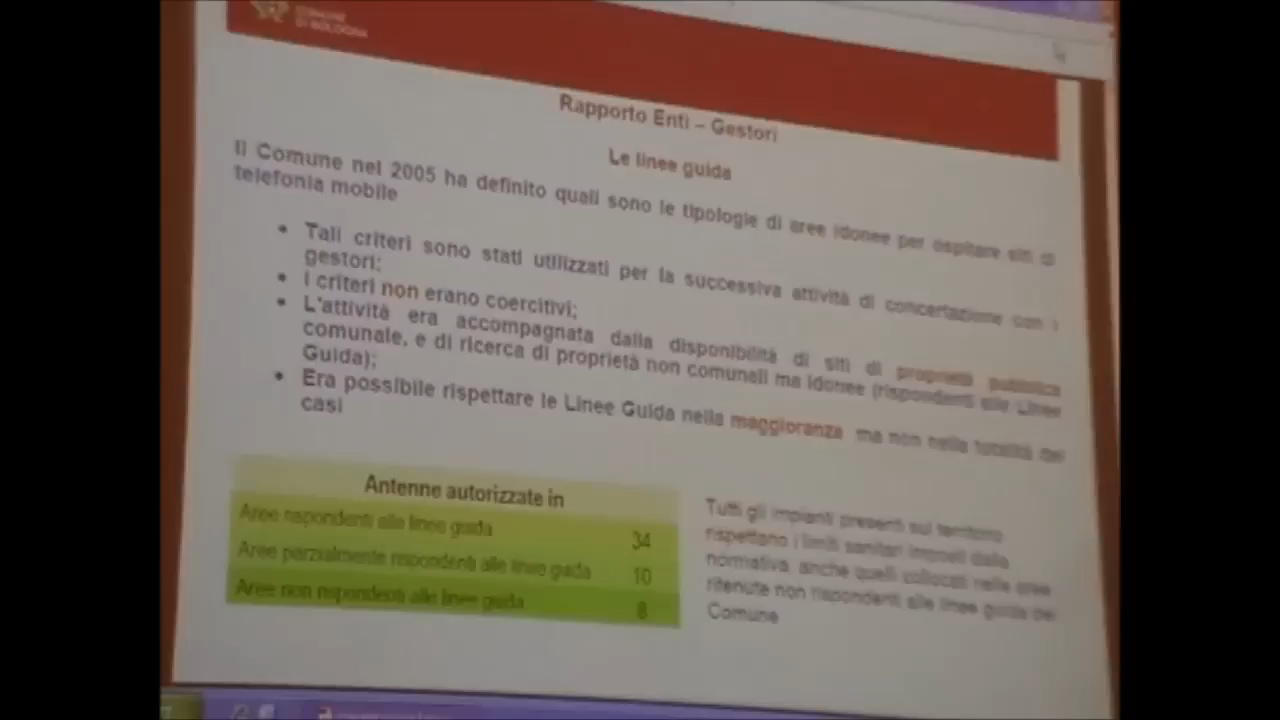 COMUNE
DI BOLOGNA
Rapporto Enti – Gestori
Le linee guida
Il Comune nel 2005 ha definito quali sono le tipologie di aree idonee per ospitare siti di
telefonia mobile
• Tali criteri sono stati utilizzati per la successiva attività di concertazione con i
gestori;
• I criteri non erano coercitivi;
• L'attività era accompagnata dalla disponibilità di siti di proprietà pubblica
comunale, e di ricerca di proprietà non comunali ma idonee (rispondenti alle Linee
Guida);
• Era possibile rispettare le Linee Guida nella maggioranza ma non nella totalità dei
casi
Antenne autorizzate in
Aree rispondenti alle linee guida 34
Aree parzialmente rispondenti alle linee guida 10
Aree non rispondenti alle linee guida 8
Tutti gli impianti presenti sul territorio
rispettano i limiti sanitari imposti dalla
normativa, anche quelli collocati nelle aree
ritenute non rispondenti alle linee guida del
Comune